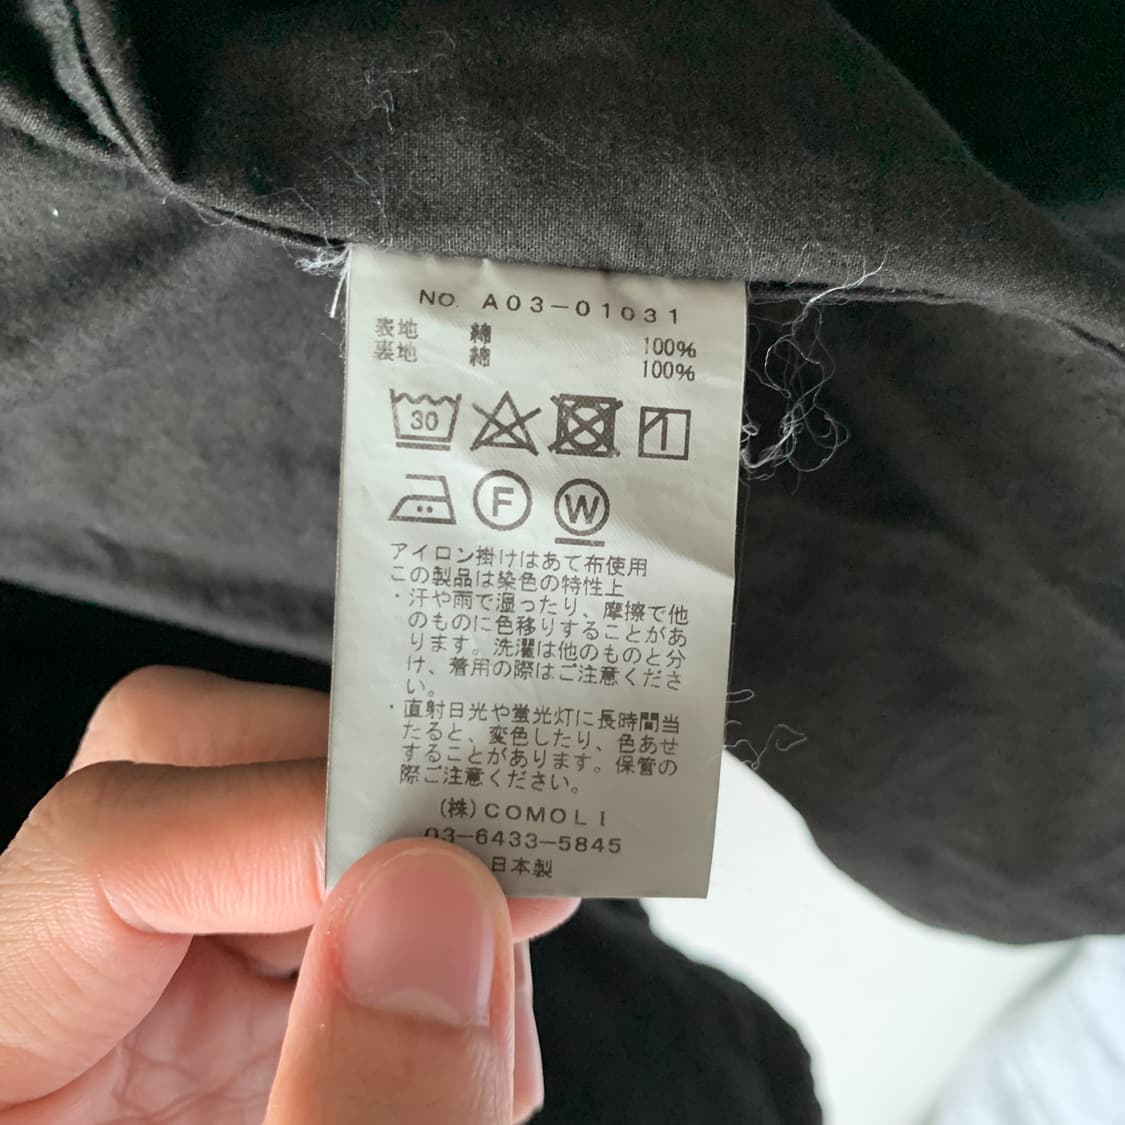 NO. A03-01031
表地 綿 100%
裏地 綿 100%
30
F W
アイロン掛けはあて布使用
この製品は染色の特性上
・汗や雨で湿ったり、摩擦で他
のものに色移りすることがあ
ります。洗濯は他のものと分
け、着用の際はご注意くださ
い。
・直射日光や蛍光灯に長時間当
たると、変色したり、色あせ
することがあります。保管の
際ご注意ください。
(株)COMOLI
03-6433-5845
日本製